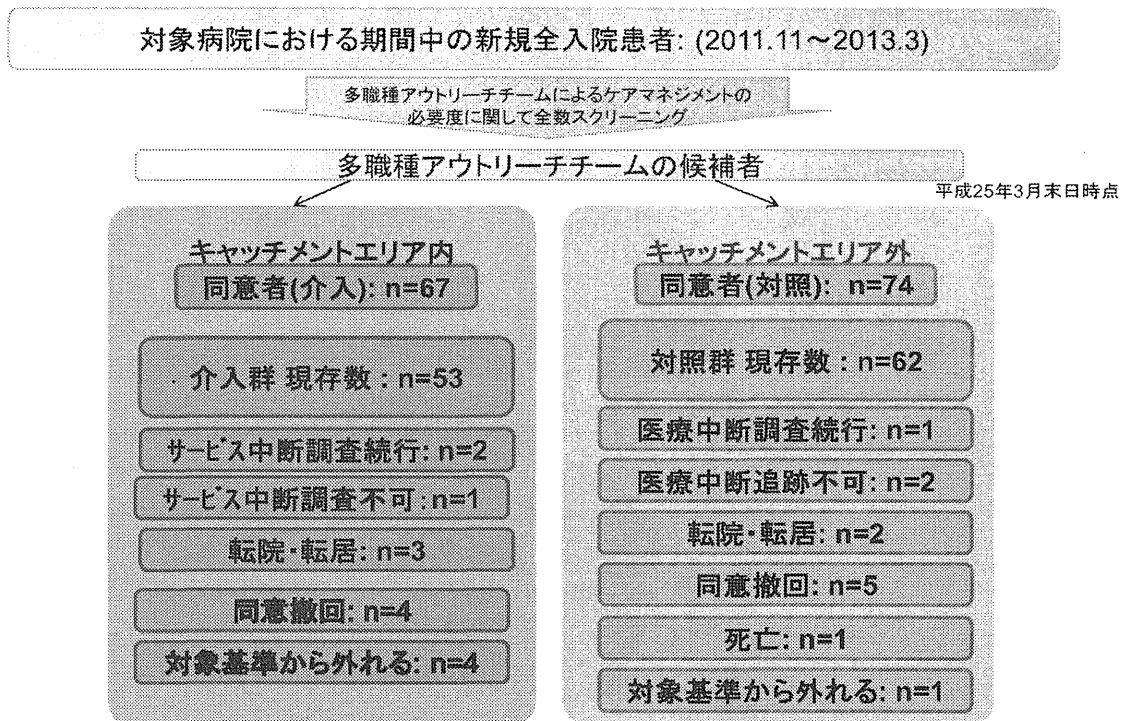 対象病院における期間中の新規全入院患者: (2011.11～2013.3)
多職種アウトリーチチームによるケアマネジメントの
必要度に関して全数スクリーニング
多職種アウトリーチチームの候補者
平成25年3月末日時点
キャッチメントエリア内
同意者(介入): n=67
介入群 現存数 : n=53
サービス中断調査続行: n=2
サービス中断調査不可: n=1
転院・転居: n=3
同意撤回: n=4
対象基準から外れる: n=4
キャッチメントエリア外
同意者(対照): n=74
対照群 現存数 : n=62
医療中断調査続行: n=1
医療中断追跡不可: n=2
転院・転居: n=2
同意撤回: n=5
死亡: n=1
対象基準から外れる: n=1